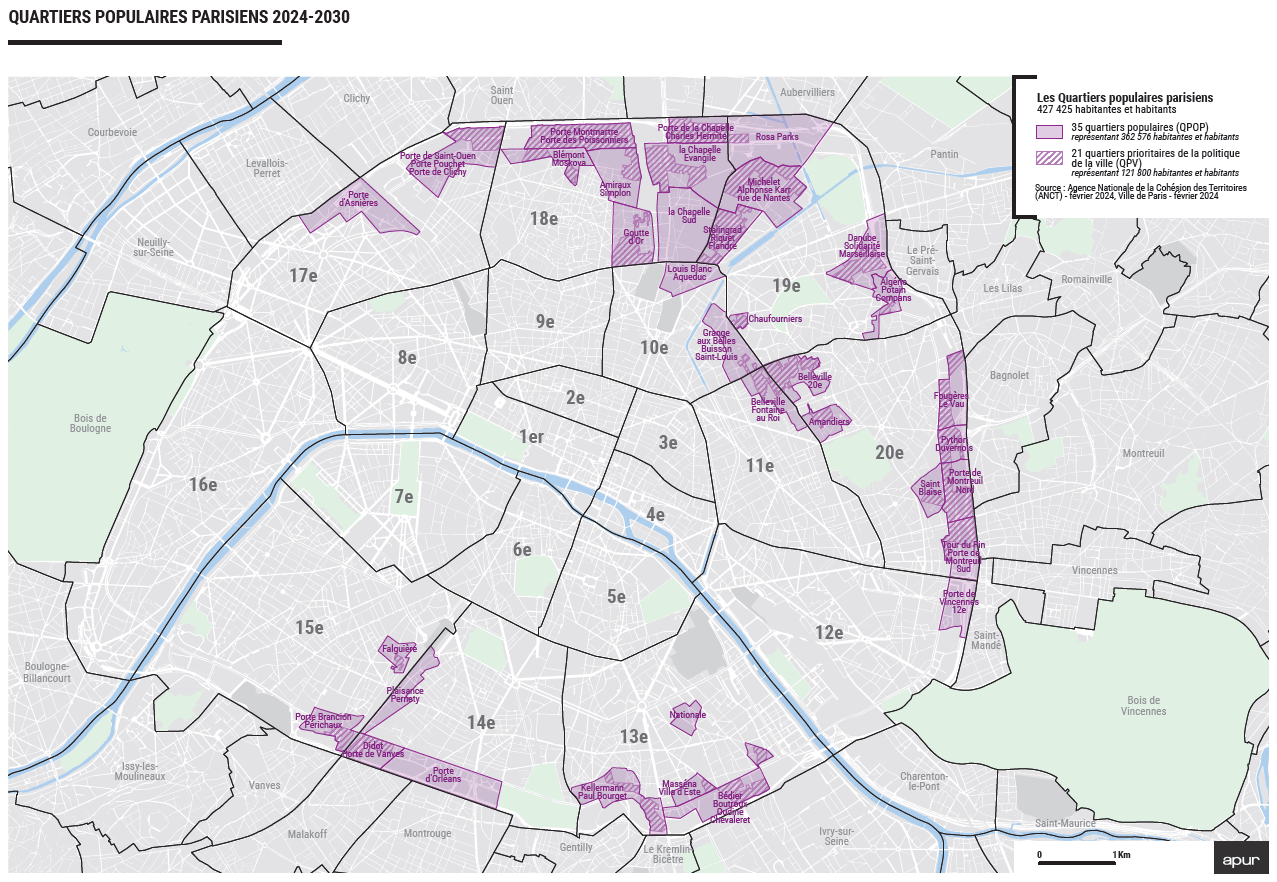 QUARTIERS POPULAIRES PARISIENS 2024-2030
Les Quartiers populaires parisiens
427 425 habitantes et habitants
35 quartiers populaires (QPOP)
représentant 362 576 habitantes et habitants
21 quartiers prioritaires de la politique
de la ville (QPV)
représentant 121 800 habitantes et habitants
Source : Agence Nationale de la Cohésion des Territoires
(ANCT) - février 2024, Ville de Paris - février 2024
Clichy
Saint
Ouen
Aubervilliers
Courbevoie
Levallois-
Perret
Pantin
Neuilly-
sur-Seine
Le Pré-
Saint-
Gervais
Les Lilas
Romainville
Bagnolet
Montreuil
Vincennes
Saint-
Mandé
Bois de
Boulogne
Bois de
Vincennes
Boulogne-
Billancourt
Issy-les-
Moulineaux
Vanves
Malakoff
Montrouge
Gentilly
Le Kremlin-
Bicêtre
Ivry-sur-
Seine
Charenton-
le-Pont
Saint-Maurice
Porte de Saint-Ouen
Porte Pouchet
Porte de Clichy
Porte
d'Asnières
Porte Montmartre
Porte des Poissonniers
Blémont
Moskova
Amiraux
Simplon
Porte de la Chapelle
Charles Hermite
la Chapelle
Evangile
Rosa Parks
Michelet
Alphonse Karr
rue de Nantes
la Chapelle
Sud
Goutte
d'Or
Stalingrad
Riquet
Flandre
Louis Blanc
Aqueduc
Danube
Solidarité
Marseillaise
Algérie
Potain
Compans
Chaufourniers
Grange
aux Belles
Buisson
Saint-Louis
Belleville
20e
Belleville
Fontaine
au Roi
Amandiers
Fougères
Le Vau
Python
Duvernois
Porte de
Montreuil
Nord
Saint
Blaise
Tour du Pin
Porte de
Montreuil
Sud
Porte de
Vincennes
12e
Falguière
Plaisance
Pernety
Porte Brancion
Périchaux
Didot
Porte de Vanves
Porte
d'Orléans
Nationale
Kellermann
Paul Bourget
Masséna
Villa d'Este
Bédier
Boutroux
Oudiné
Chevaleret
17e
18e
19e
8e
9e
10e
2e
1er
3e
11e
20e
16e
7e
4e
6e
5e
15e
12e
14e
13e
0
1 Km
apur